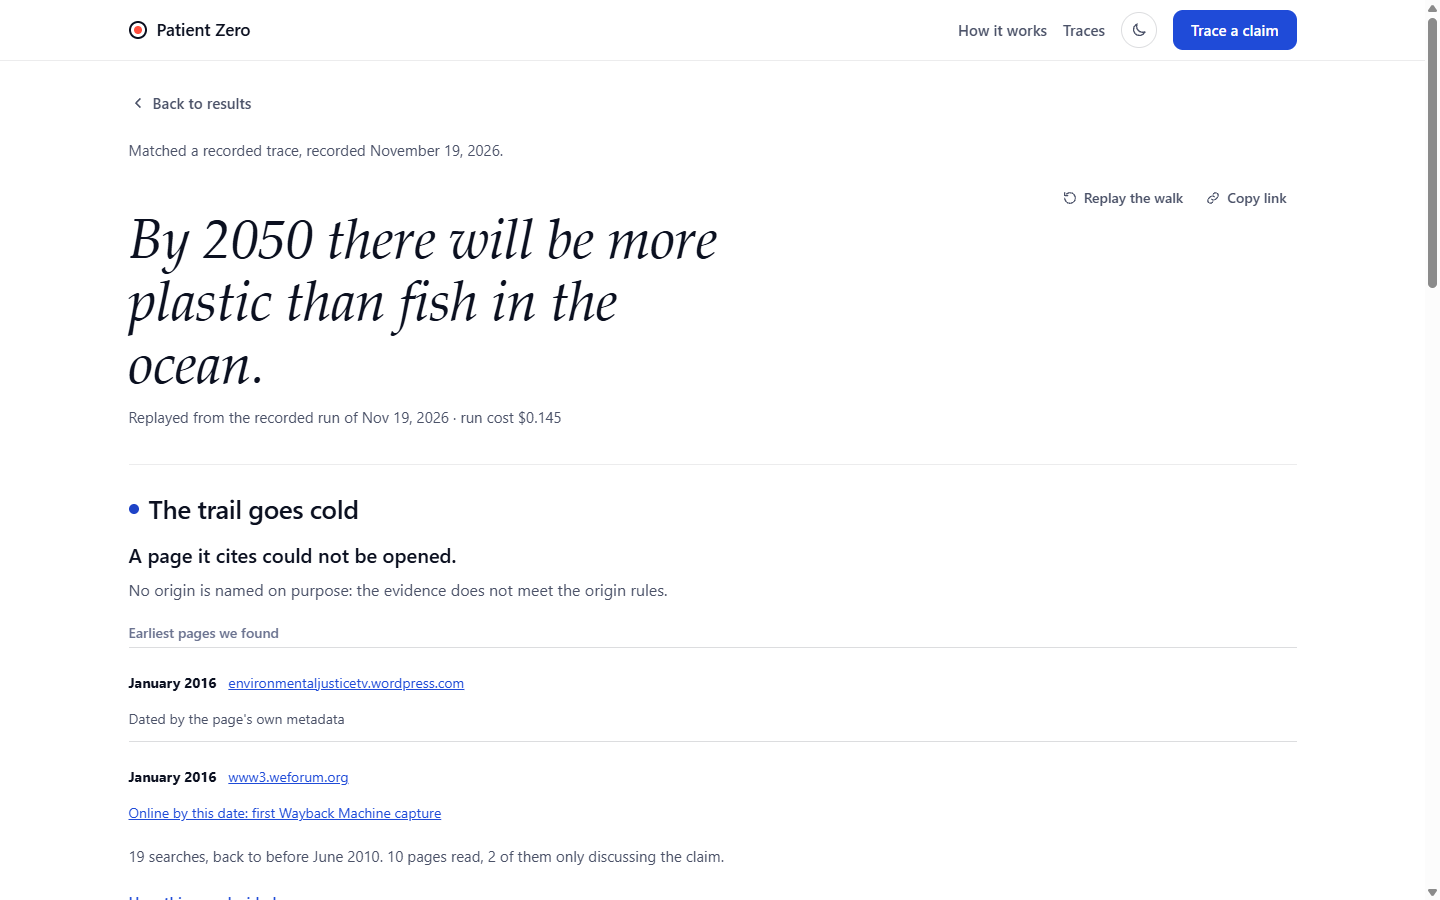 Patient Zero
How it works
Traces
Trace a claim
Back to results
Matched a recorded trace, recorded November 19, 2026.
Replay the walk
Copy link
By 2050 there will be more
plastic than fish in the
ocean.
Replayed from the recorded run of Nov 19, 2026 · run cost $0.145
The trail goes cold
A page it cites could not be opened.
No origin is named on purpose: the evidence does not meet the origin rules.
Earliest pages we found
January 2016 environmentaljusticetv.wordpress.com
Dated by the page's own metadata
January 2016 www3.weforum.org
Online by this date: first Wayback Machine capture
19 searches, back to before June 2010. 10 pages read, 2 of them only discussing the claim.